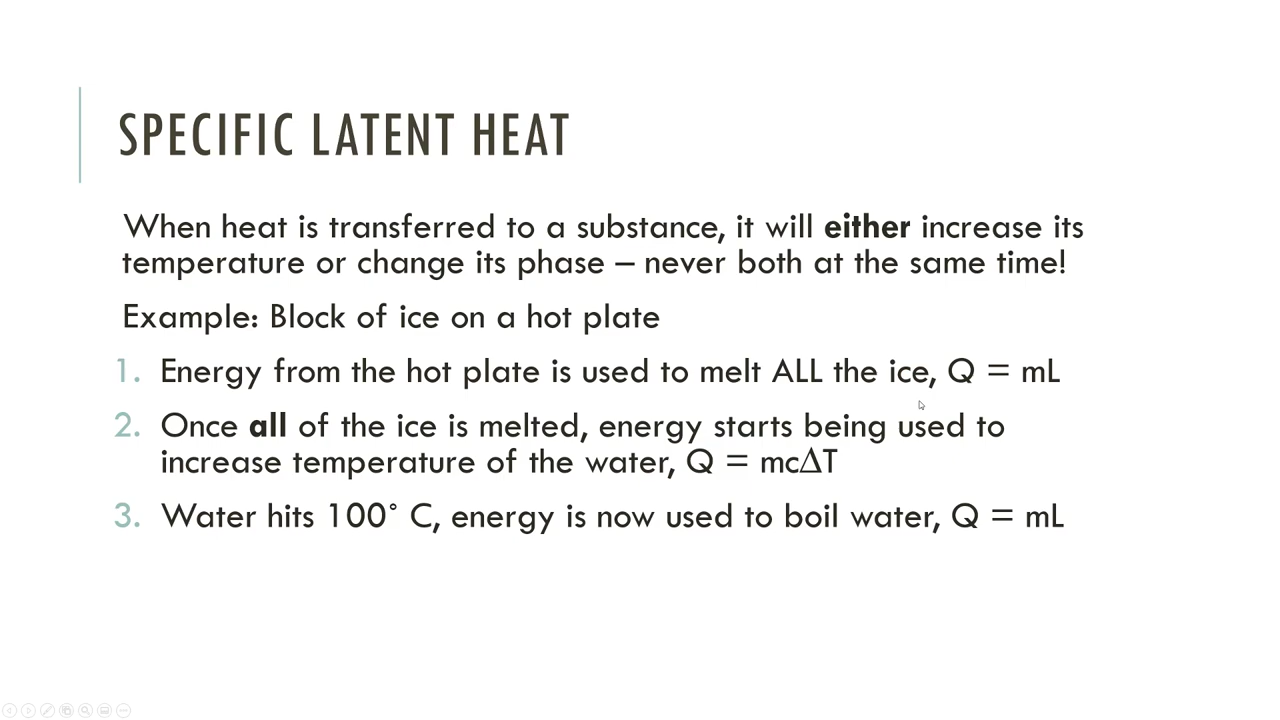 SPECIFIC LATENT HEAT
When heat is transferred to a substance, it will either increase its
temperature or change its phase – never both at the same time!
Example: Block of ice on a hot plate
1. Energy from the hot plate is used to melt ALL the ice, Q = mL
2. Once all of the ice is melted, energy starts being used to
increase temperature of the water, Q = mcΔT
3. Water hits 100° C, energy is now used to boil water, Q = mL